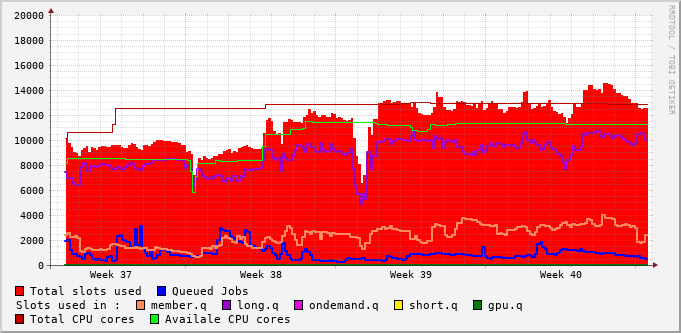 20000
18000
16000
14000
12000
10000
8000
6000
4000
2000
0
Week 37 Week 38 Week 39 Week 40
RRDTOOL / TOBI OETIKER
Total slots used Queued Jobs
Slots used in : member.q long.q ondemand.q short.q gpu.q
Total CPU cores Availale CPU cores